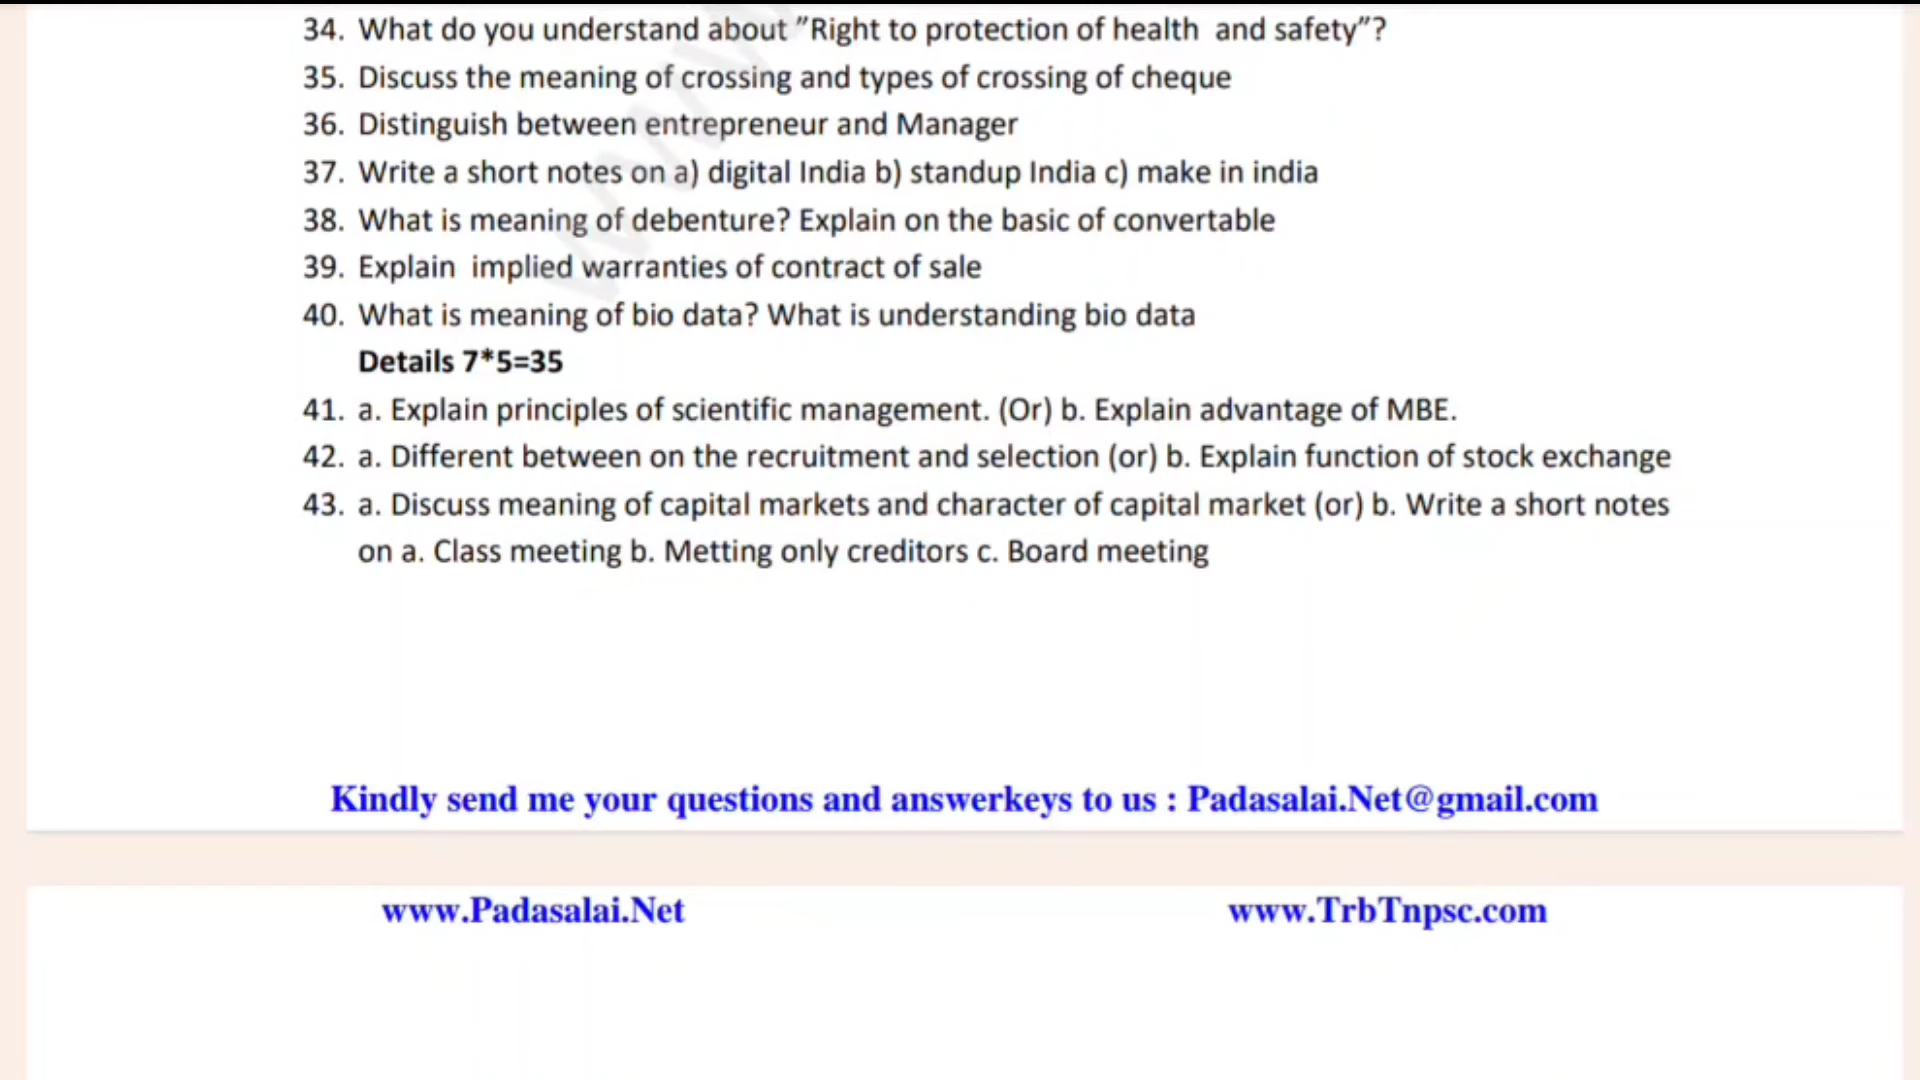 34. What do you understand about ”Right to protection of health and safety”?
35. Discuss the meaning of crossing and types of crossing of cheque
36. Distinguish between entrepreneur and Manager
37. Write a short notes on a) digital India b) standup India c) make in india
38. What is meaning of debenture? Explain on the basic of convertable
39. Explain implied warranties of contract of sale
40. What is meaning of bio data? What is understanding bio data
Details 7*5=35
41. a. Explain principles of scientific management. (Or) b. Explain advantage of MBE.
42. a. Different between on the recruitment and selection (or) b. Explain function of stock exchange
43. a. Discuss meaning of capital markets and character of capital market (or) b. Write a short notes
on a. Class meeting b. Metting only creditors c. Board meeting
Kindly send me your questions and answerkeys to us : Padasalai.Net@gmail.com
www.Padasalai.Net www.TrbTnpsc.com